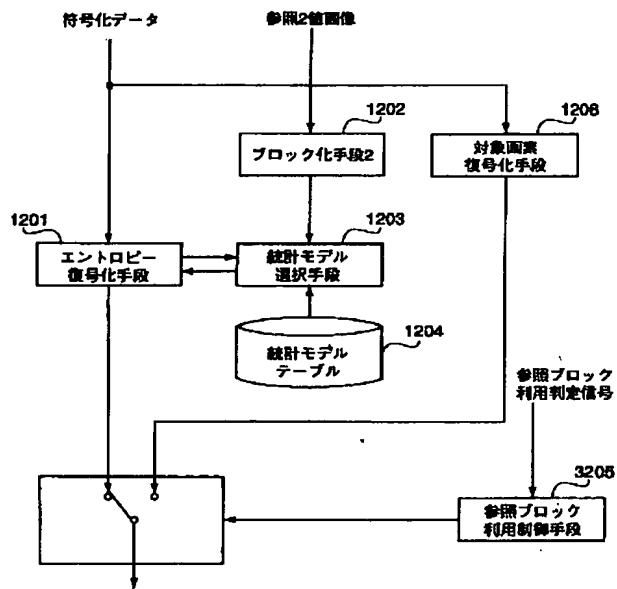 符号化データ
参照2値画像
1202
1206
ブロック化手段2
対象画素
復号化手段
1201
1203
エントロピー
復号化手段
統計モデル
選択手段
1204
統計モデル
テーブル
参照ブロック
利用判定信号
3205
参照ブロック
利用制御手段